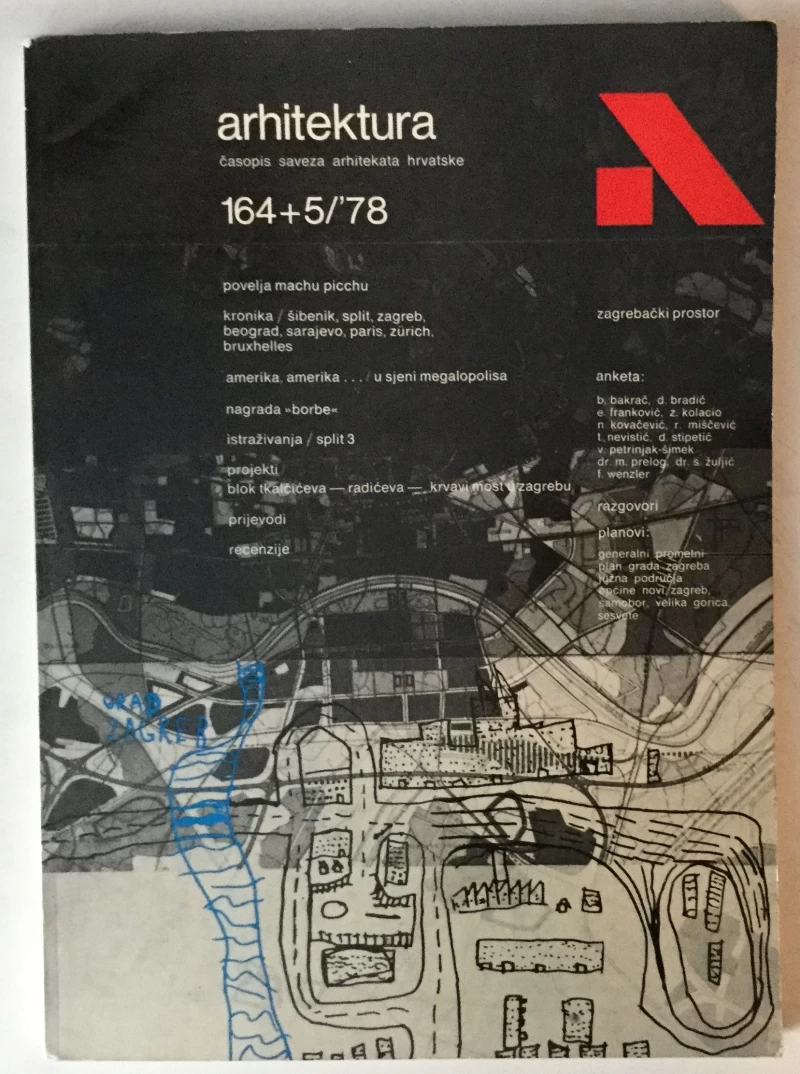 arhitektura
časopis saveza arhitekata hrvatske
164+5/'78
povelja machu picchu
kronika / šibenik, split, zagreb,
beograd, sarajevo, paris, zürich,
bruxhelles
amerika, amerika . . . / u sjeni megalopolisa
nagrada »borbe«
istraživanja / split 3
projekti
blok tkalčićeva — radićeva — krvavi most u zagrebu
prijevodi
recenzije
zagrebački prostor
anketa:
b. bakrač, d. bradić
e. franković, z. kolacio
n. kovačević, r. miščević
t. nevistić, d. stipetić
v. petrinjak-šimek
dr. m. prelog, dr. s. žuljić
f. wenzler
razgovori
planovi:
generalni prometni
plan grada zagreba
južna područja
općine novi zagreb,
samobor, velika gorica,
sesvete
GRAD
ZAGREB